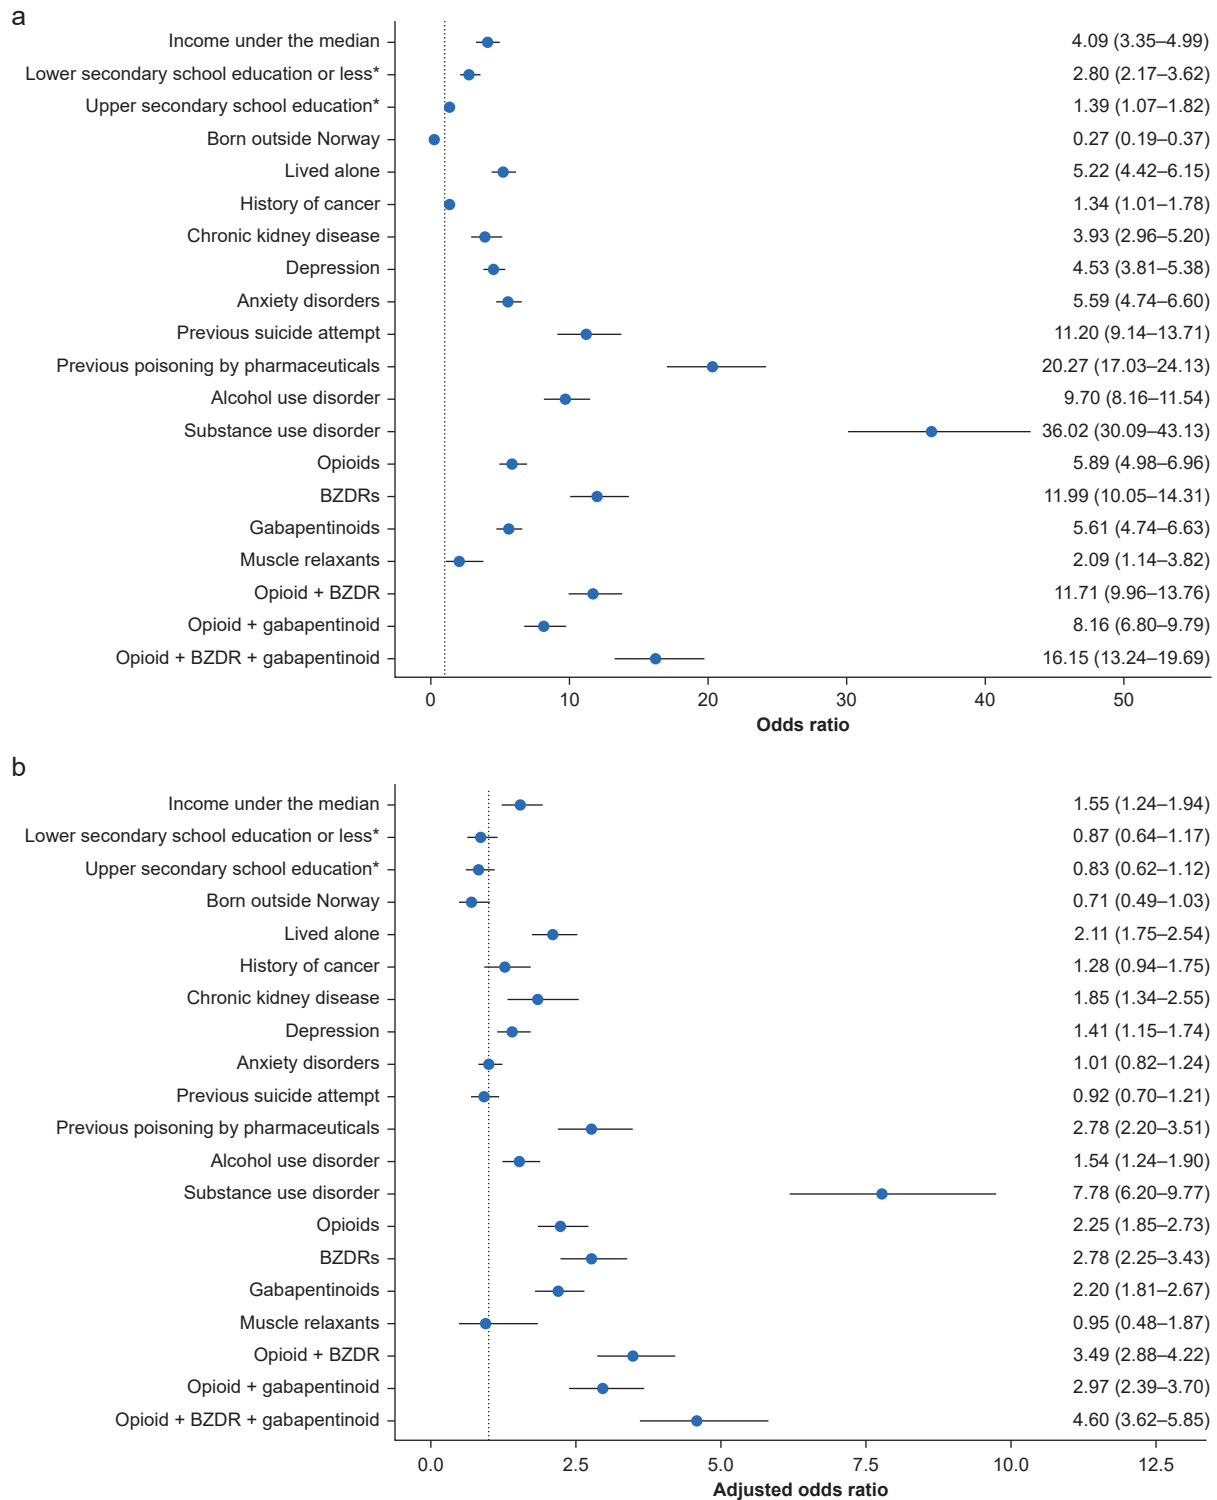 a
Income under the median 4.09 (3.35–4.99)
Lower secondary school education or less* 2.80 (2.17–3.62)
Upper secondary school education* 1.39 (1.07–1.82)
Born outside Norway 0.27 (0.19–0.37)
Lived alone 5.22 (4.42–6.15)
History of cancer 1.34 (1.01–1.78)
Chronic kidney disease 3.93 (2.96–5.20)
Depression 4.53 (3.81–5.38)
Anxiety disorders 5.59 (4.74–6.60)
Previous suicide attempt 11.20 (9.14–13.71)
Previous poisoning by pharmaceuticals 20.27 (17.03–24.13)
Alcohol use disorder 9.70 (8.16–11.54)
Substance use disorder 36.02 (30.09–43.13)
Opioids 5.89 (4.98–6.96)
BZDRs 11.99 (10.05–14.31)
Gabapentinoids 5.61 (4.74–6.63)
Muscle relaxants 2.09 (1.14–3.82)
Opioid + BZDR 11.71 (9.96–13.76)
Opioid + gabapentinoid 8.16 (6.80–9.79)
Opioid + BZDR + gabapentinoid 16.15 (13.24–19.69)
0 10 20 30 40 50
Odds ratio
b
Income under the median 1.55 (1.24–1.94)
Lower secondary school education or less* 0.87 (0.64–1.17)
Upper secondary school education* 0.83 (0.62–1.12)
Born outside Norway 0.71 (0.49–1.03)
Lived alone 2.11 (1.75–2.54)
History of cancer 1.28 (0.94–1.75)
Chronic kidney disease 1.85 (1.34–2.55)
Depression 1.41 (1.15–1.74)
Anxiety disorders 1.01 (0.82–1.24)
Previous suicide attempt 0.92 (0.70–1.21)
Previous poisoning by pharmaceuticals 2.78 (2.20–3.51)
Alcohol use disorder 1.54 (1.24–1.90)
Substance use disorder 7.78 (6.20–9.77)
Opioids 2.25 (1.85–2.73)
BZDRs 2.78 (2.25–3.43)
Gabapentinoids 2.20 (1.81–2.67)
Muscle relaxants 0.95 (0.48–1.87)
Opioid + BZDR 3.49 (2.88–4.22)
Opioid + gabapentinoid 2.97 (2.39–3.70)
Opioid + BZDR + gabapentinoid 4.60 (3.62–5.85)
0.0 2.5 5.0 7.5 10.0 12.5
Adjusted odds ratio